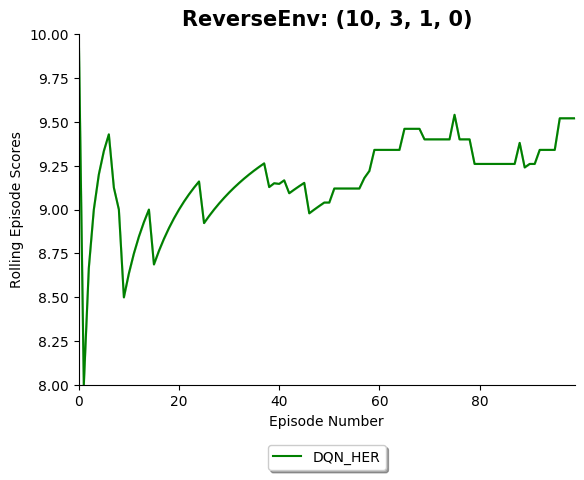 ReverseEnv: (10, 3, 1, 0)
10.00
9.75
9.50
9.25
9.00
8.75
8.50
8.25
8.00
Rolling Episode Scores
0 20 40 60 80
Episode Number
DQN_HER